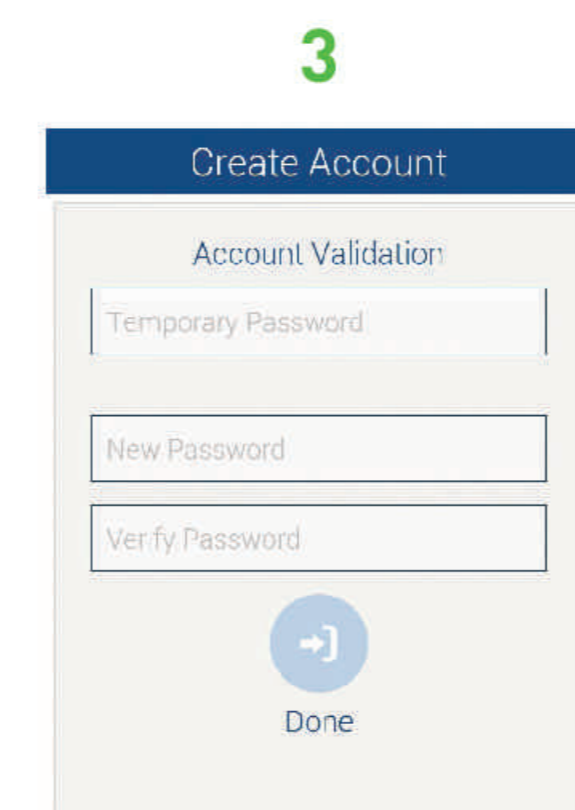 3
Create Account
Account Validation
Temporary Password
New Password
Verify Password
Done